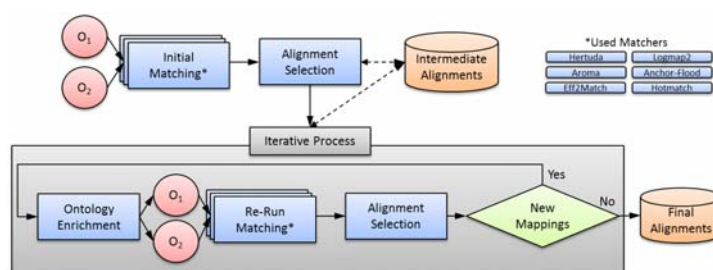 O1
O2
Initial
Matching*
Alignment
Selection
Intermediate
Alignments
*Used Matchers
Hertuda
Logmap2
Aroma
Anchor-Flood
Eff2Match
Hotmatch
Iterative Process
Yes
Ontology
Enrichment
O1
O2
Re-Run
Matching*
Alignment
Selection
New
Mappings
No
Final
Alignments